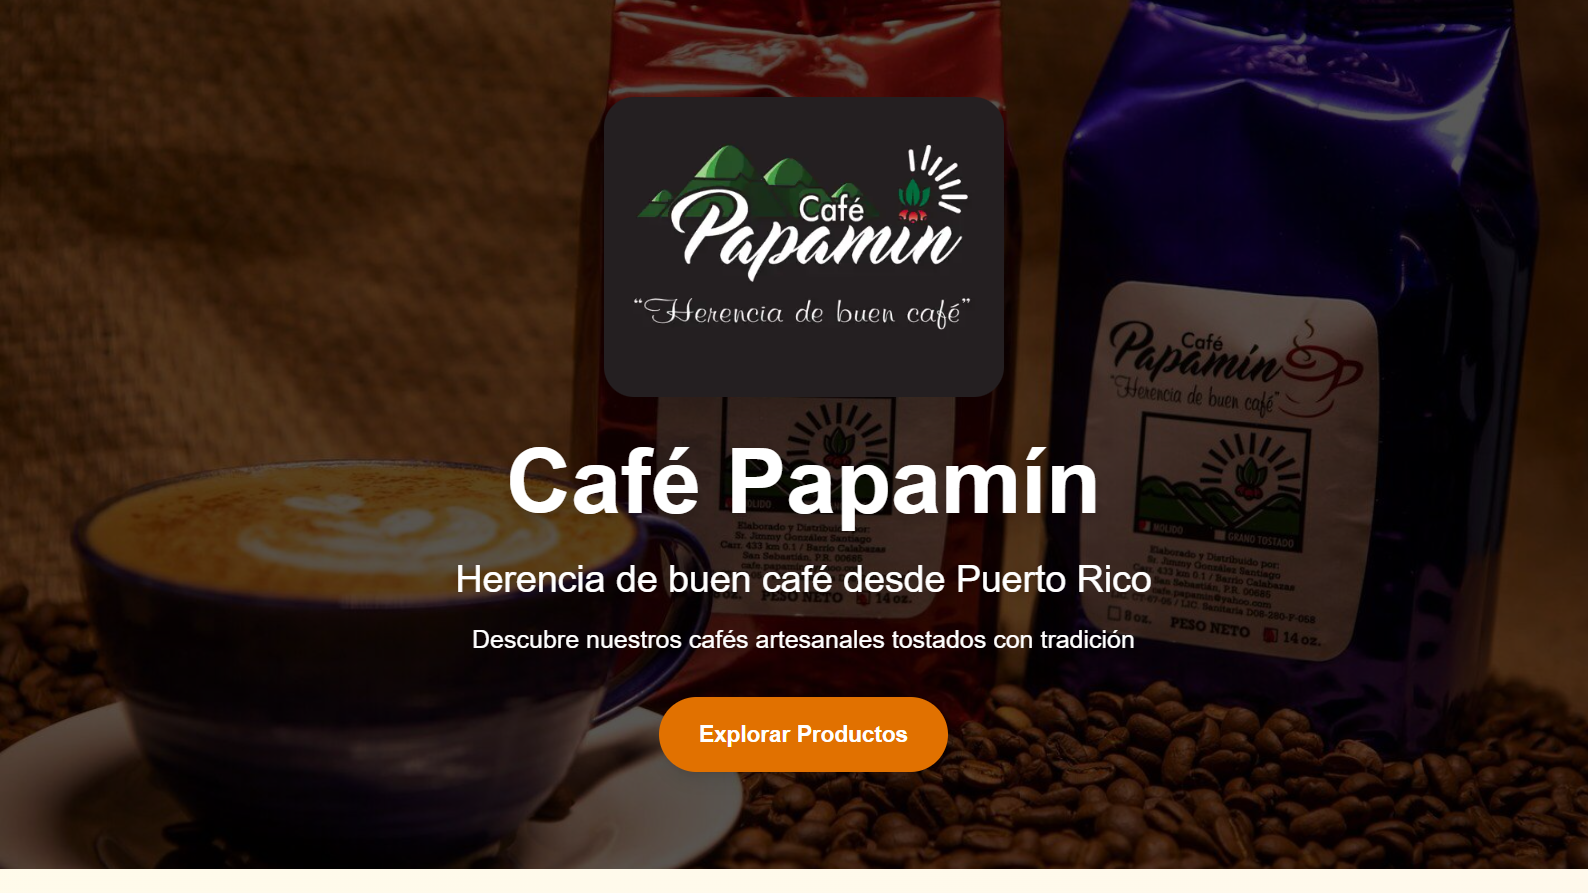 Café
Papamín
“Herencia de buen café”
Café Papamín
Herencia de buen café desde Puerto Rico
Descubre nuestros cafés artesanales tostados con tradición
Explorar Productos
MOLIDO
Elaborado y Distribuido por:
Sr. Jimmy González Santiago
Carr. 433 km 0.1 / Barrio Calabazas
San Sebastián, P.R. 00685
PESO NETO
14 oz.
Café
Papamín
“Herencia de buen café”
MOLIDO
GRANO TOSTADO
Elaborado y Distribuido por:
Sr. Jimmy González Santiago
Carr. 433 km 0.1 / Barrio Calabazas
San Sebastián, P.R. 00685
cafe.papamin@yahoo.com
LIC. Sanitaria D08-280-F-058
8 oz.
PESO NETO
14 oz.